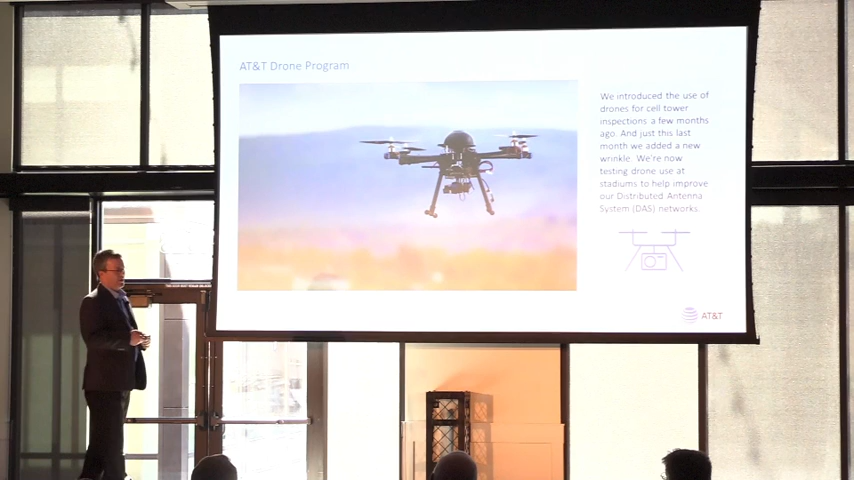 AT&T Drone Program
We introduced the use of
drones for cell tower
inspections a few months
ago. And just this last
month we added a new
wrinkle. We're now
testing drone use at
stadiums to help improve
our Distributed Antenna
System (DAS) networks
AT&T